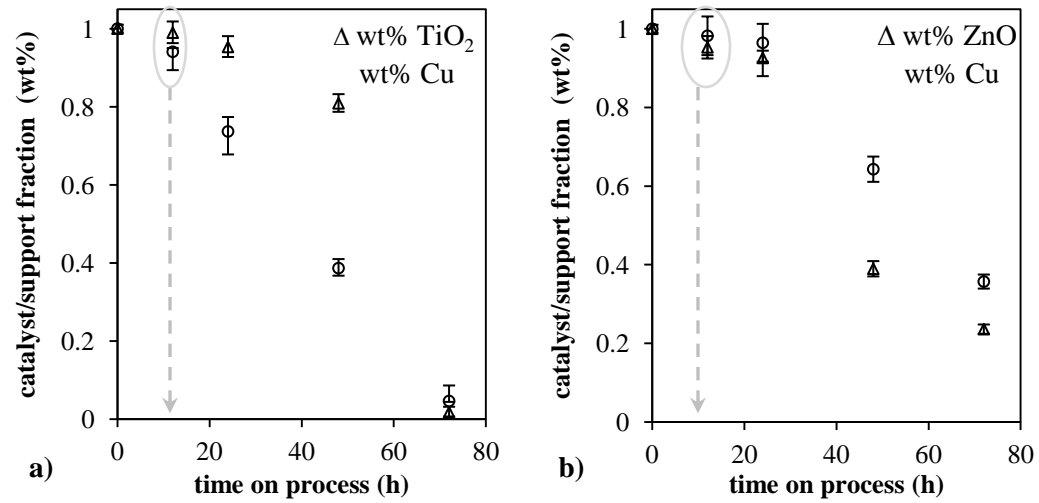 catalyst/support fraction (wt%)
1
0.8
0.6
0.4
0.2
0
Δ wt% TiO₂
wt% Cu
0
20
40
60
80
time on process (h)
a)
catalyst/support fraction (wt%)
1
0.8
0.6
0.4
0.2
0
Δ wt% ZnO
wt% Cu
0
20
40
60
80
time on process (h)
b)